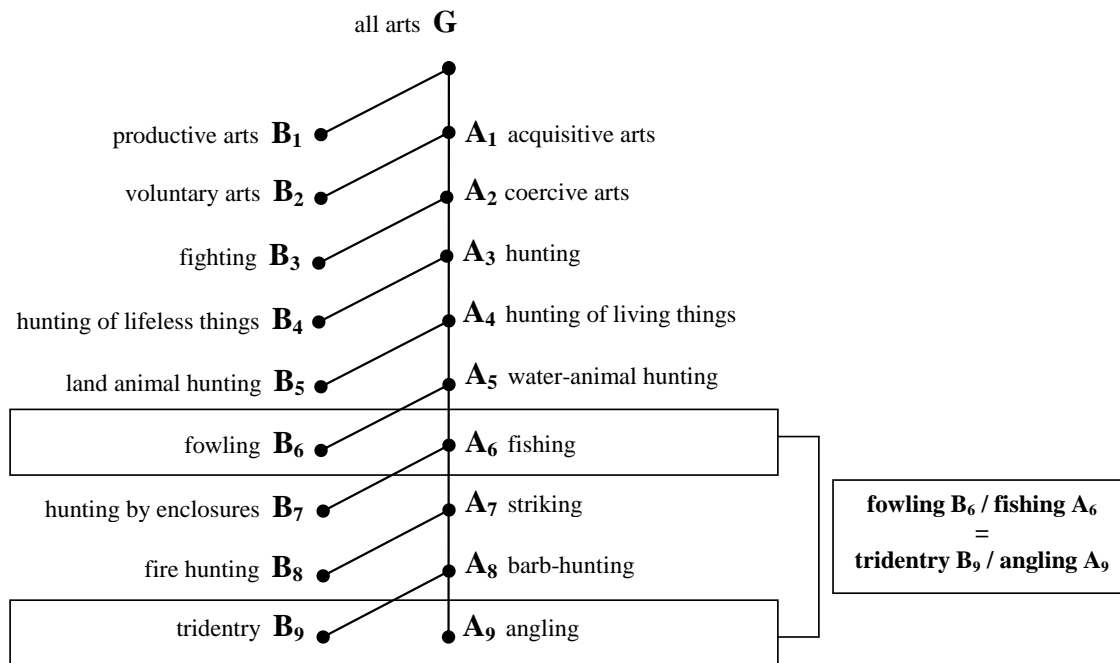 all arts G
productive arts B₁ A₁ acquisitive arts
voluntary arts B₂ A₂ coercive arts
fighting B₃ A₃ hunting
hunting of lifeless things B₄ A₄ hunting of living things
land animal hunting B₅ A₅ water-animal hunting
fowling B₆ A₆ fishing
hunting by enclosures B₇ A₇ striking
fire hunting B₈ A₈ barb-hunting
tridentry B₉ A₉ angling
fowling B₆ / fishing A₆
=
tridentry B₉ / angling A₉